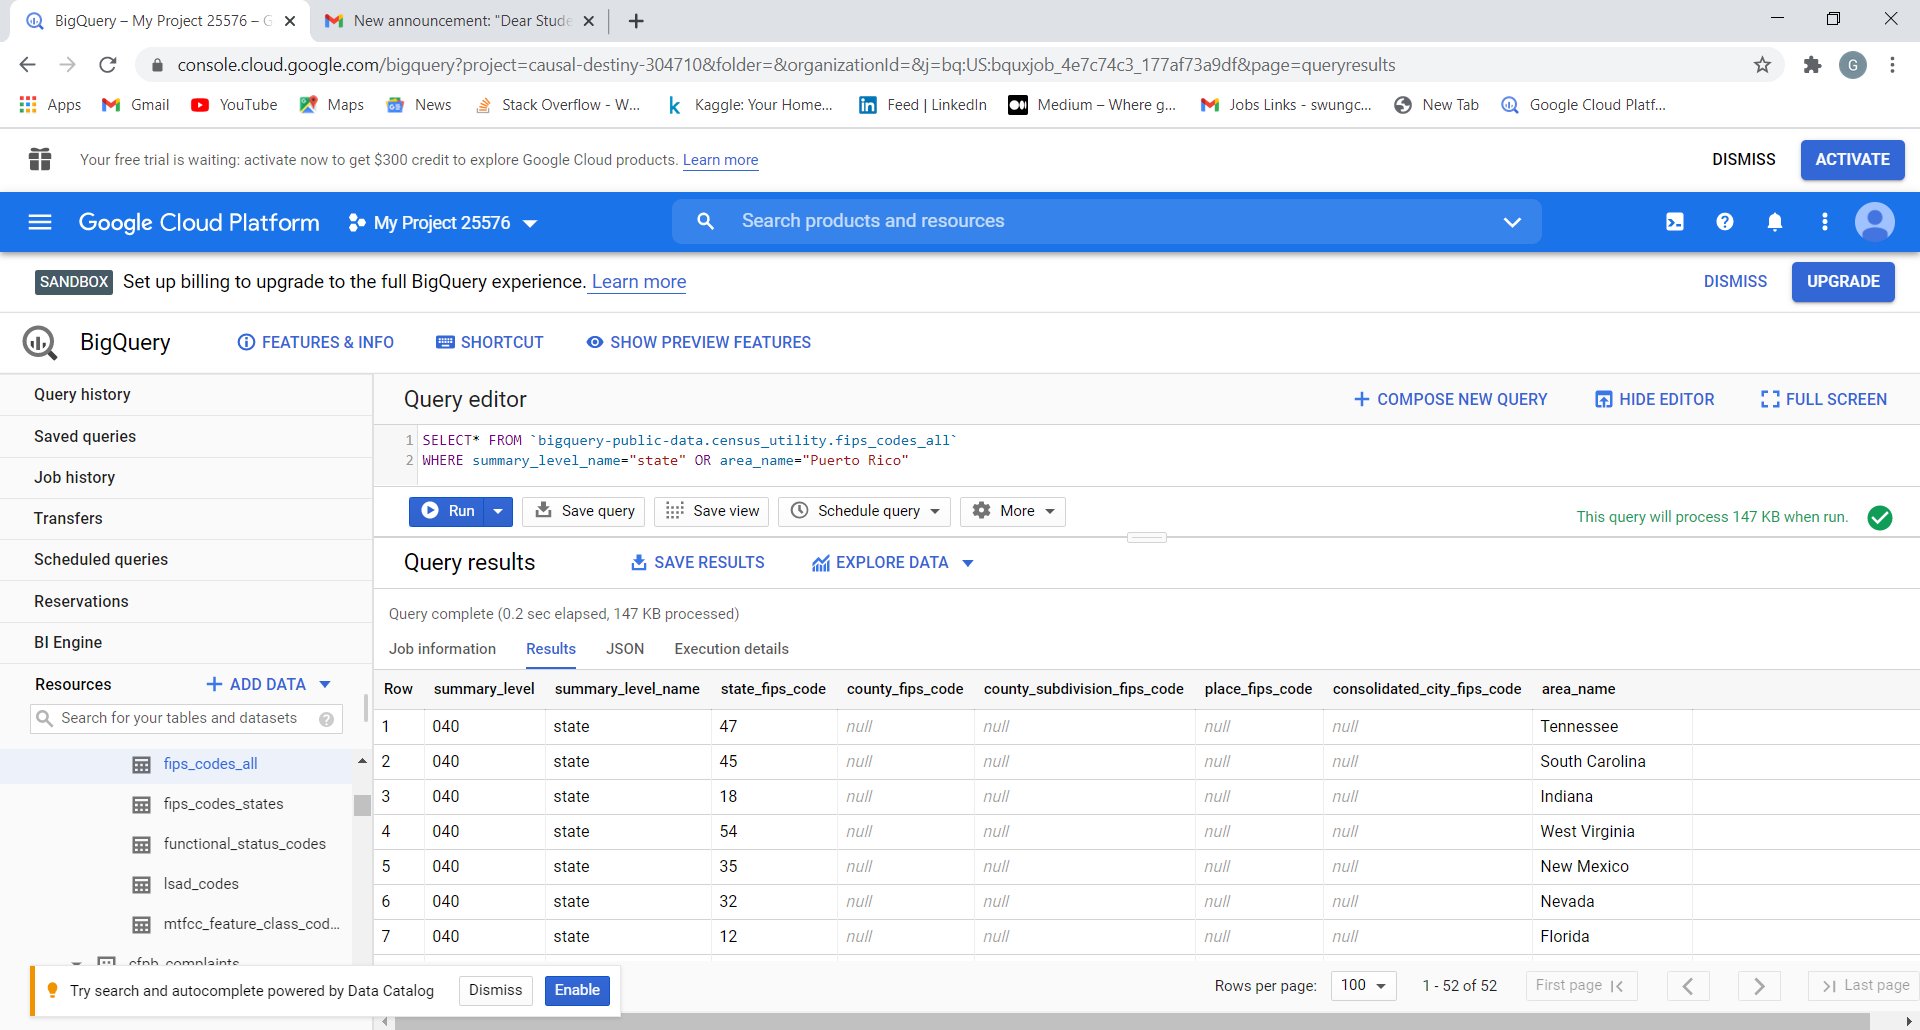 BigQuery – My Project 25576 – G
New announcement: "Dear Stude
console.cloud.google.com/bigquery?project=causal-destiny-304710&folder=&organizationId=&j=bq:US:bquxjob_4e7c74c3_177af73a9df&page=queryresults
G
Apps Gmail YouTube Maps News Stack Overflow - W... Kaggle: Your Home... Feed | LinkedIn Medium – Where g... Jobs Links - swungc... New Tab Google Cloud Platf...
Your free trial is waiting: activate now to get $300 credit to explore Google Cloud products. Learn more
DISMISS ACTIVATE
Google Cloud Platform My Project 25576 Search products and resources
SANDBOX Set up billing to upgrade to the full BigQuery experience. Learn more
DISMISS UPGRADE
BigQuery FEATURES & INFO SHORTCUT SHOW PREVIEW FEATURES
Query history
Saved queries
Job history
Transfers
Scheduled queries
Reservations
BI Engine
Resources ADD DATA
Search for your tables and datasets
fips_codes_all
fips_codes_states
functional_status_codes
lsad_codes
mtfcc_feature_class_cod...
cfpb_complaints
Try search and autocomplete powered by Data Catalog Dismiss Enable
Query editor COMPOSE NEW QUERY HIDE EDITOR FULL SCREEN
1 SELECT* FROM `bigquery-public-data.census_utility.fips_codes_all`
2 WHERE summary_level_name="state" OR area_name="Puerto Rico"
Run Save query Save view Schedule query More
This query will process 147 KB when run.
Query results SAVE RESULTS EXPLORE DATA
Query complete (0.2 sec elapsed, 147 KB processed)
Job information Results JSON Execution details
Row summary_level summary_level_name state_fips_code county_fips_code county_subdivision_fips_code place_fips_code consolidated_city_fips_code area_name
1 040 state 47 null null null null Tennessee
2 040 state 45 null null null null South Carolina
3 040 state 18 null null null null Indiana
4 040 state 54 null null null null West Virginia
5 040 state 35 null null null null New Mexico
6 040 state 32 null null null null Nevada
7 040 state 12 null null null null Florida
Rows per page: 100 1 - 52 of 52 First page Last page